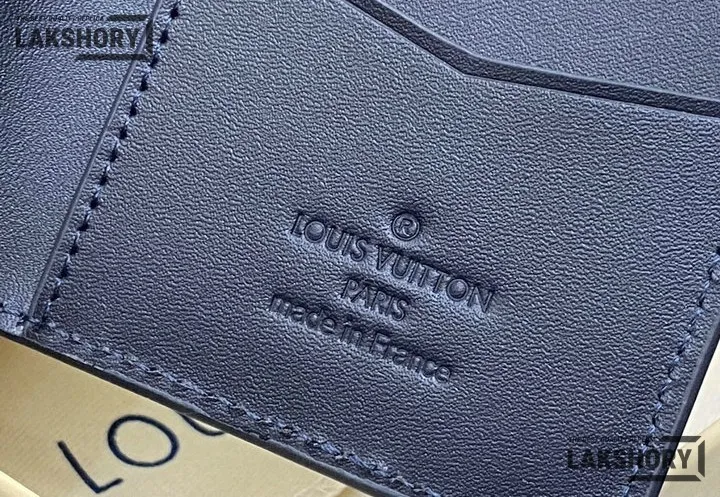 LAKSHORY
®
LOUIS VUITTON
PARIS
made in France
LOU
LAKSHORY